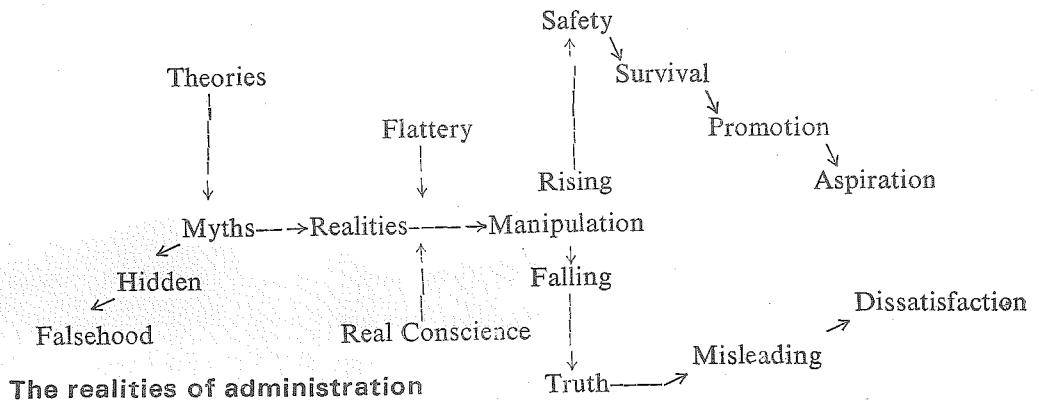 Safety
Theories
Survival
Flattery
Promotion
Rising
Aspiration
Myths Realities Manipulation
Hidden
Falling
Dissatisfaction
Falsehood
Real Conscience
Misleading
The realities of administration
Truth